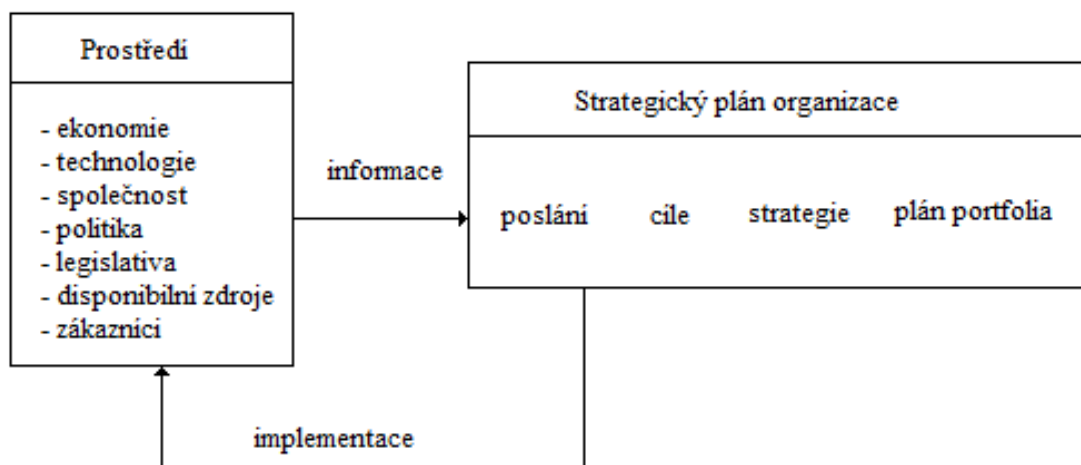 Prostředí
- ekonomie
- technologie
- společnost
- politika
- legislativa
- disponibilní zdroje
- zákazníci
informace
Strategický plán organizace
poslání cíle strategie plán portfolia
implementace